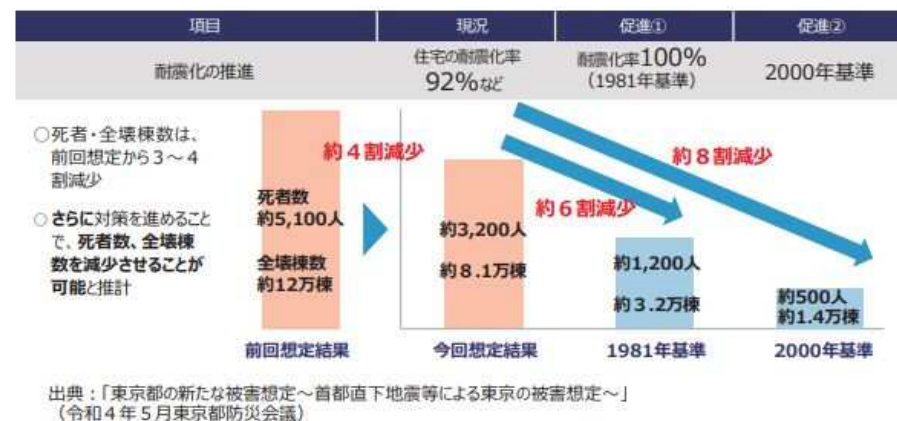 項目 現況 促進① 促進②
耐震化の推進 住宅の耐震化率 92%など 耐震化率100% (1981年基準) 2000年基準
○死者・全壊棟数は、
前回想定から3～4
割減少
○さらに対策を進めること
で、死者数、全壊棟
数を減少させることが
可能と推計
約4割減少
約6割減少
約8割減少
死者数
約5,100人
全壊棟数
約12万棟
約3,200人
約8.1万棟
約1,200人
約3.2万棟
約500人
約1.4万棟
前回想定結果 今回想定結果 1981年基準 2000年基準
出典：「東京都の新たな被害想定～首都直下地震等による東京の被害想定～」
（令和4年5月東京都防災会議）